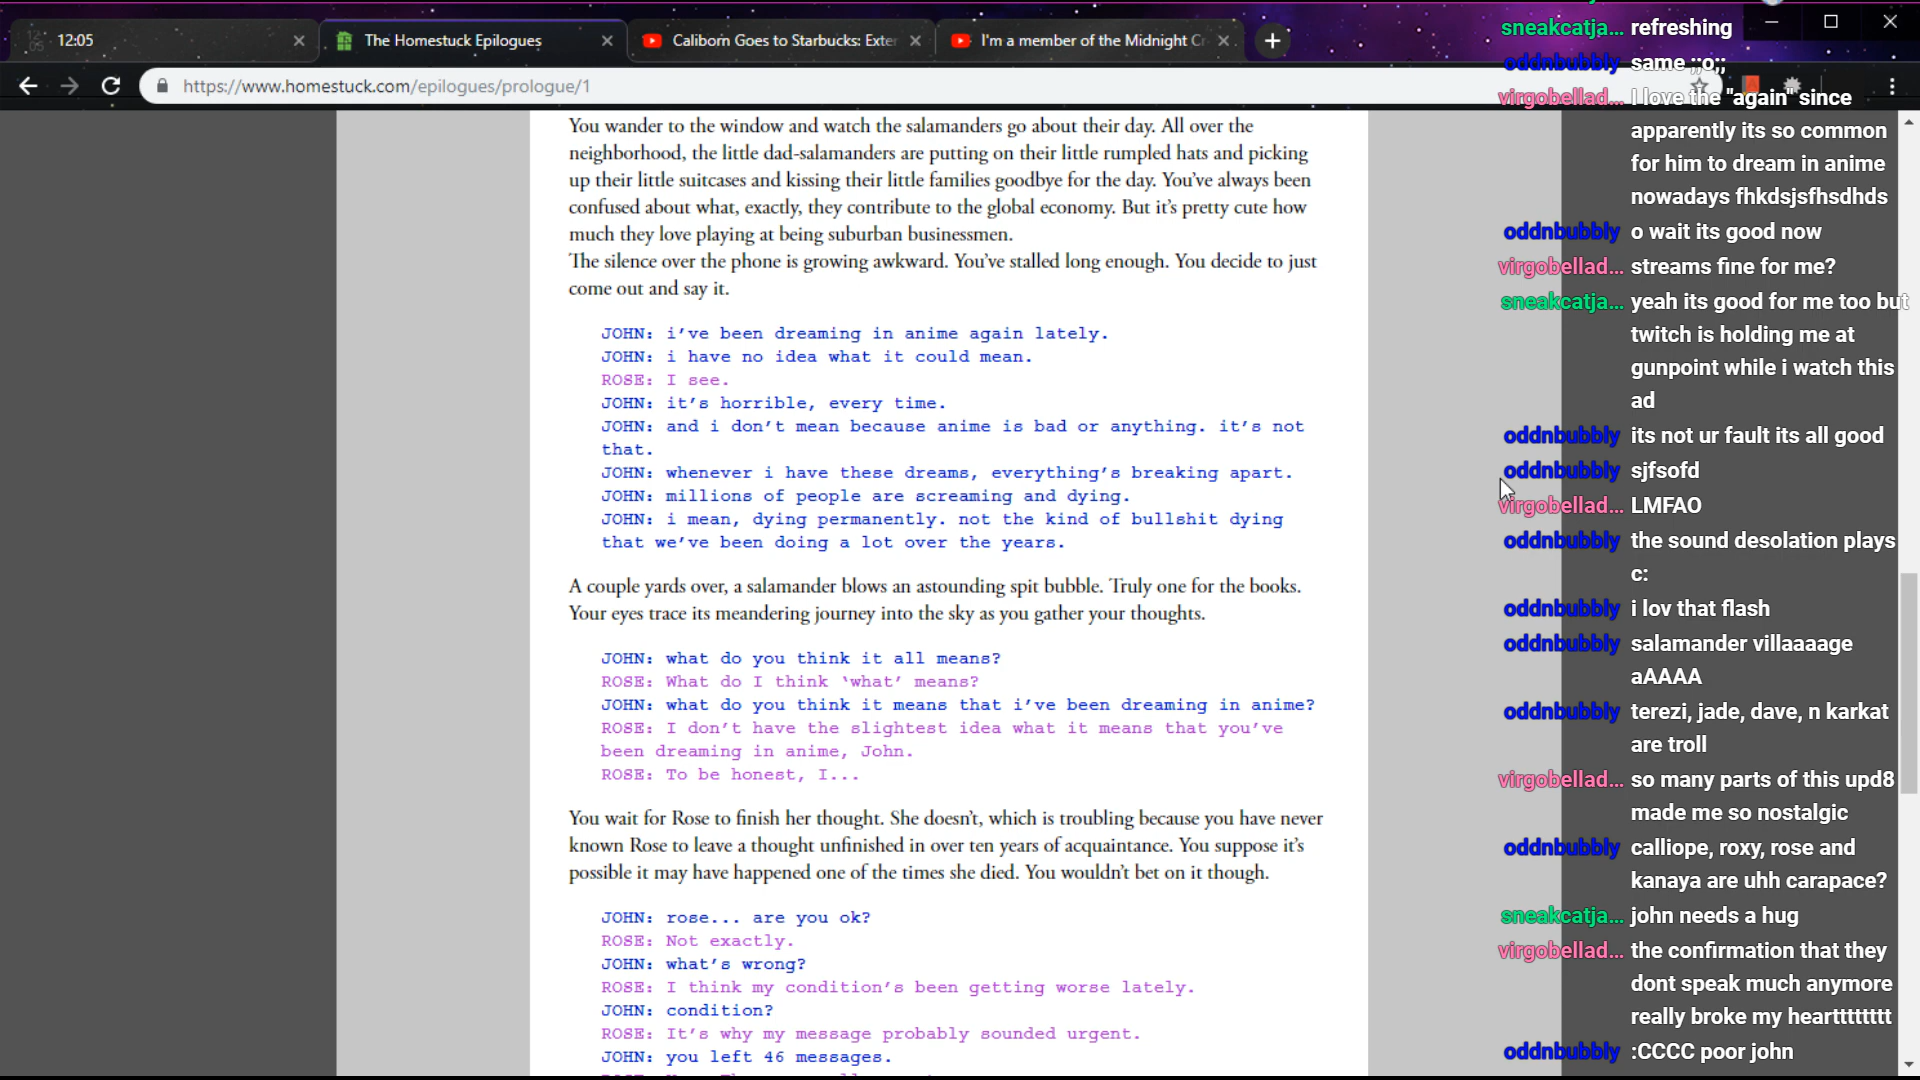 12:05
The Homestuck Epilogues
Caliborn Goes to Starbucks: Exter
I'm a member of the Midnight Cr
https://www.homestuck.com/epilogues/prologue/1
You wander to the window and watch the salamanders go about their day. All over the
neighborhood, the little dad-salamanders are putting on their little rumpled hats and picking
up their little suitcases and kissing their little families goodbye for the day. You've always been
confused about what, exactly, they contribute to the global economy. But it's pretty cute how
much they love playing at being suburban businessmen.
The silence over the phone is growing awkward. You've stalled long enough. You decide to just
come out and say it.
JOHN: i've been dreaming in anime again lately.
JOHN: i have no idea what it could mean.
ROSE: I see.
JOHN: it's horrible, every time.
JOHN: and i don't mean because anime is bad or anything. it's not
that.
JOHN: whenever i have these dreams, everything's breaking apart.
JOHN: millions of people are screaming and dying.
JOHN: i mean, dying permanently. not the kind of bullshit dying
that we've been doing a lot over the years.
A couple yards over, a salamander blows an astounding spit bubble. Truly one for the books.
Your eyes trace its meandering journey into the sky as you gather your thoughts.
JOHN: what do you think it all means?
ROSE: What do I think ‘what’ means?
JOHN: what do you think it means that i've been dreaming in anime?
ROSE: I don't have the slightest idea what it means that you've
been dreaming in anime, John.
ROSE: To be honest, I...
You wait for Rose to finish her thought. She doesn't, which is troubling because you have never
known Rose to leave a thought unfinished in over ten years of acquaintance. You suppose it's
possible it may have happened one of the times she died. You wouldn't bet on it though.
JOHN: rose... are you ok?
ROSE: Not exactly.
JOHN: what's wrong?
ROSE: I think my condition's been getting worse lately.
JOHN: condition?
ROSE: It's why my message probably sounded urgent.
JOHN: you left 46 messages.
sneakcatja... refreshing
oddnbubbly same ;;o;;
virgobellad... I love the "again" since
apparently its so common
for him to dream in anime
nowadays fhkdsjsfhsdhds
oddnbubbly o wait its good now
virgobellad... streams fine for me?
sneakcatja... yeah its good for me too but
twitch is holding me at
gunpoint while i watch this
ad
oddnbubbly its not ur fault its all good
oddnbubbly sjfsofd
virgobellad... LMFAO
oddnbubbly the sound desolation plays
c:
oddnbubbly i lov that flash
oddnbubbly salamander villaaaage
aAAAA
oddnbubbly terezi, jade, dave, n karkat
are troll
virgobellad... so many parts of this upd8
made me so nostalgic
oddnbubbly calliope, roxy, rose and
kanaya are uhh carapace?
sneakcatja... john needs a hug
virgobellad... the confirmation that they
dont speak much anymore
really broke my hearttttttt
oddnbubbly :CCCC poor john